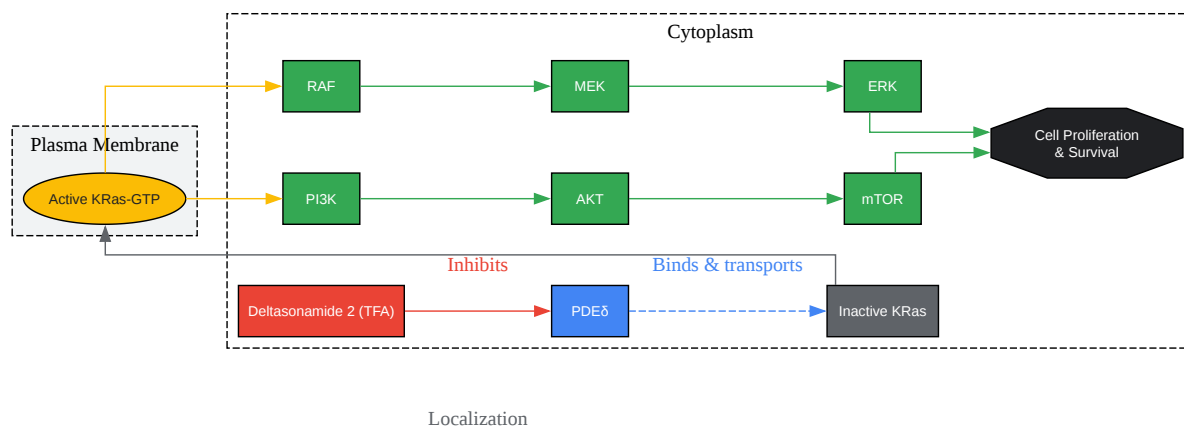 Cytoplasm
RAF
MEK
ERK
Plasma Membrane
Cell Proliferation
& Survival
Active KRas-GTP
PI3K
AKT
mTOR
Inhibits
Binds & transports
Deltasonamide 2 (TFA)
PDEδ
Inactive KRas
Localization